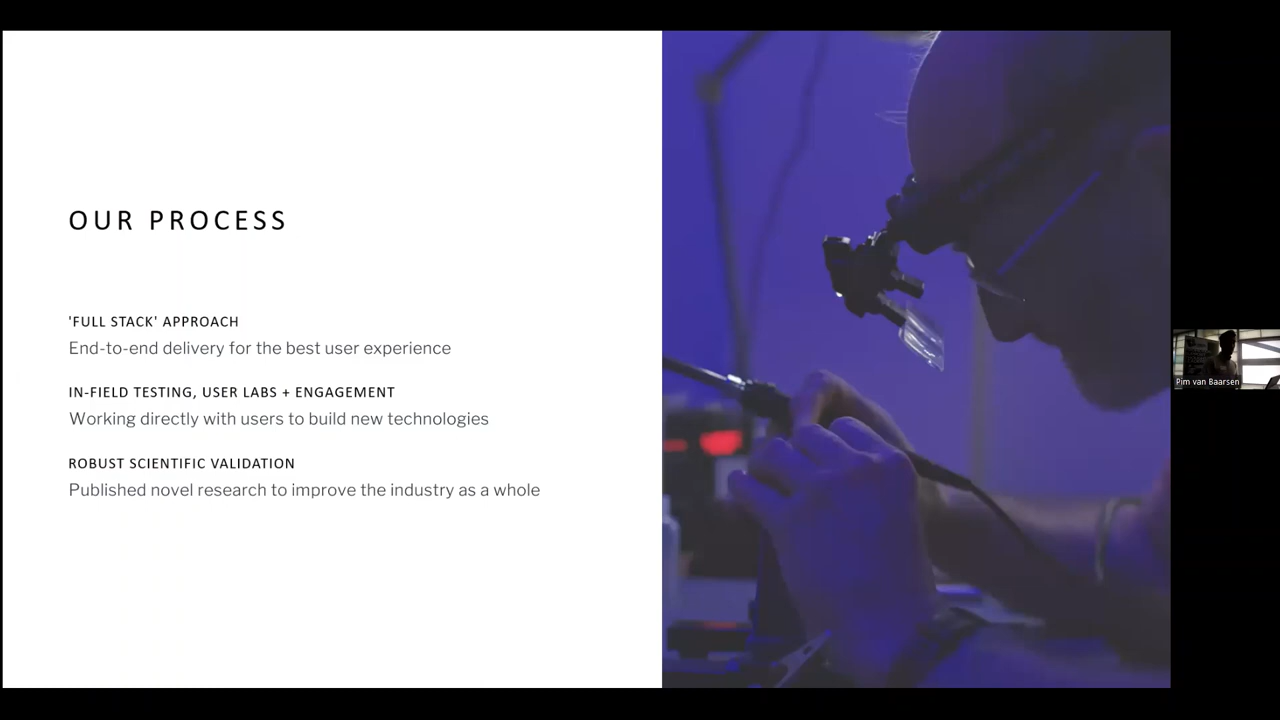 OUR PROCESS
'FULL STACK' APPROACH
End-to-end delivery for the best user experience
IN-FIELD TESTING, USER LABS + ENGAGEMENT
Working directly with users to build new technologies
ROBUST SCIENTIFIC VALIDATION
Published novel research to improve the industry as a whole
Pim van Baarsen